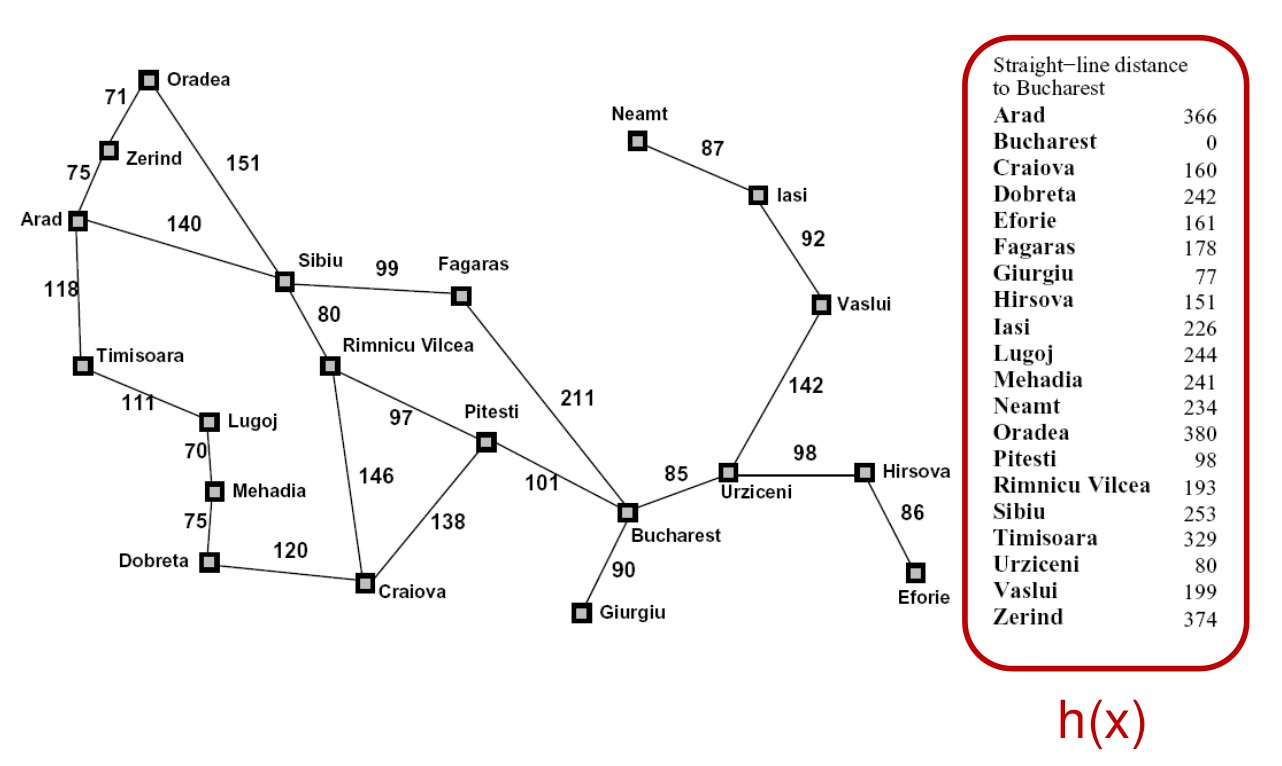 Oradea
71
Neamt
87
Zerind
151
75
Iasi
Arad
140
92
Sibiu
99
Fagaras
118
80
Vaslui
Rimnicu Vilcea
Timisoara
142
111
211
Lugoj
97
Pitesti
70
98
Hirsova
146
85
Mehadia
101
Urziceni
75
138
86
Bucharest
Dobreta
120
90
Craiova
Eforie
Giurgiu
Straight−line distance
to Bucharest
Arad 366
Bucharest 0
Craiova 160
Dobreta 242
Eforie 161
Fagaras 178
Giurgiu 77
Hirsova 151
Iasi 226
Lugoj 244
Mehadia 241
Neamt 234
Oradea 380
Pitesti 98
Rimnicu Vilcea 193
Sibiu 253
Timisoara 329
Urziceni 80
Vaslui 199
Zerind 374
h(x)